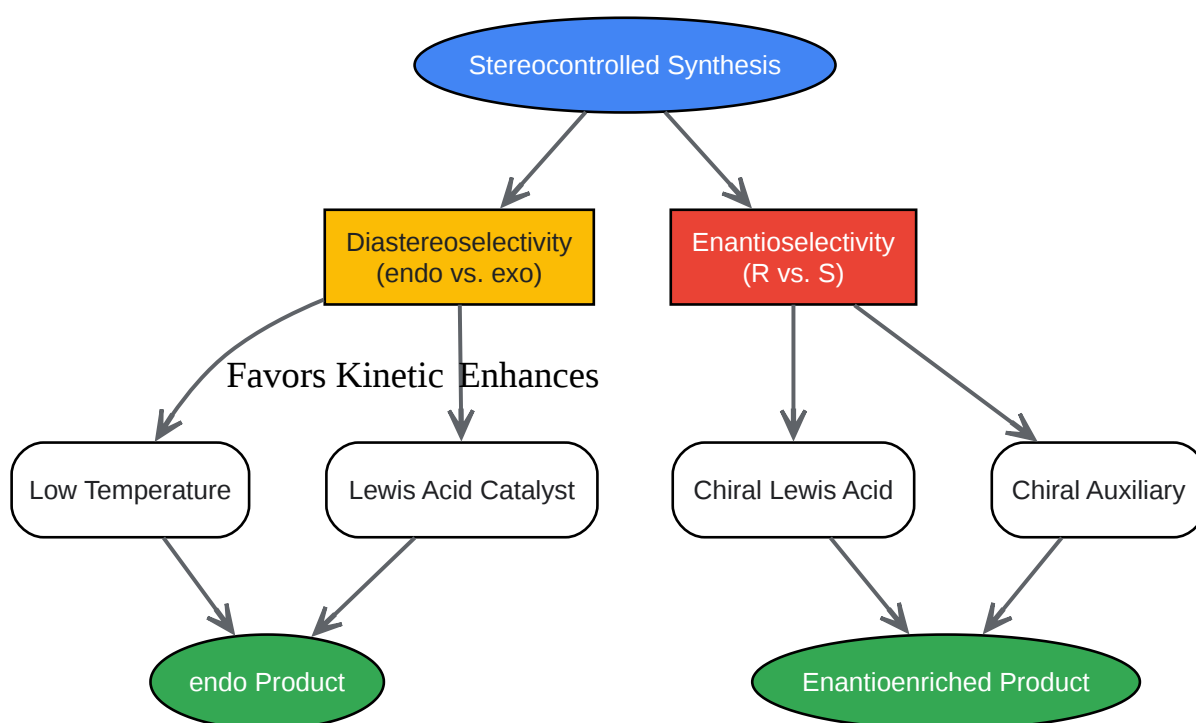 Stereocontrolled Synthesis
Diastereoselectivity
(endo vs. exo)
Enantioselectivity
(R vs. S)
Favors Kinetic
Enhances
Low Temperature
Lewis Acid Catalyst
Chiral Lewis Acid
Chiral Auxiliary
endo Product
Enantioenriched Product